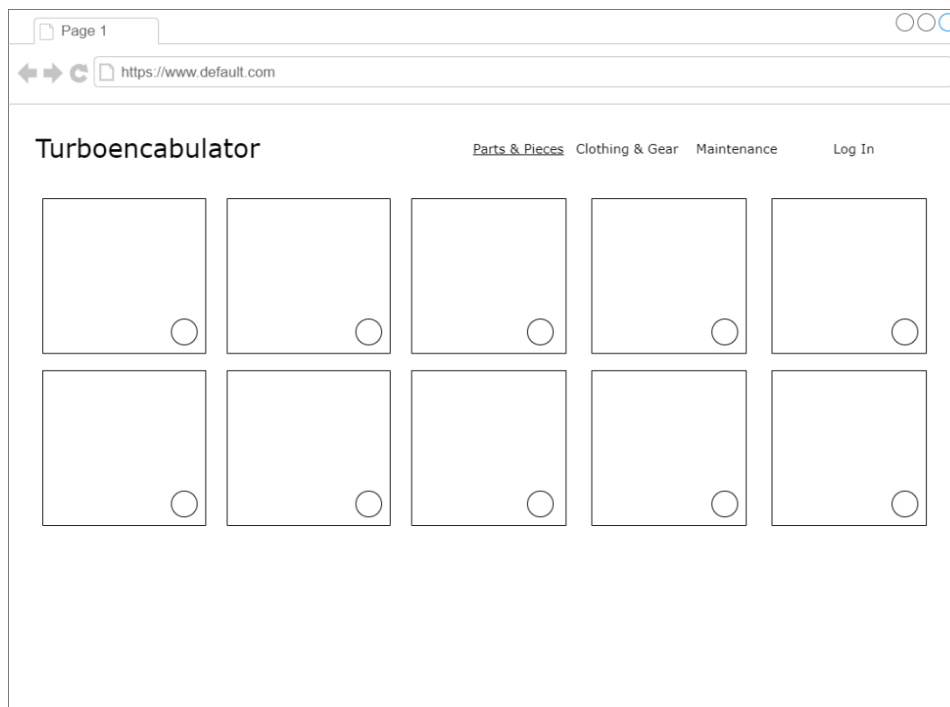 Page 1
https://www.default.com
Turboencabulator
Parts & Pieces Clothing & Gear Maintenance Log In